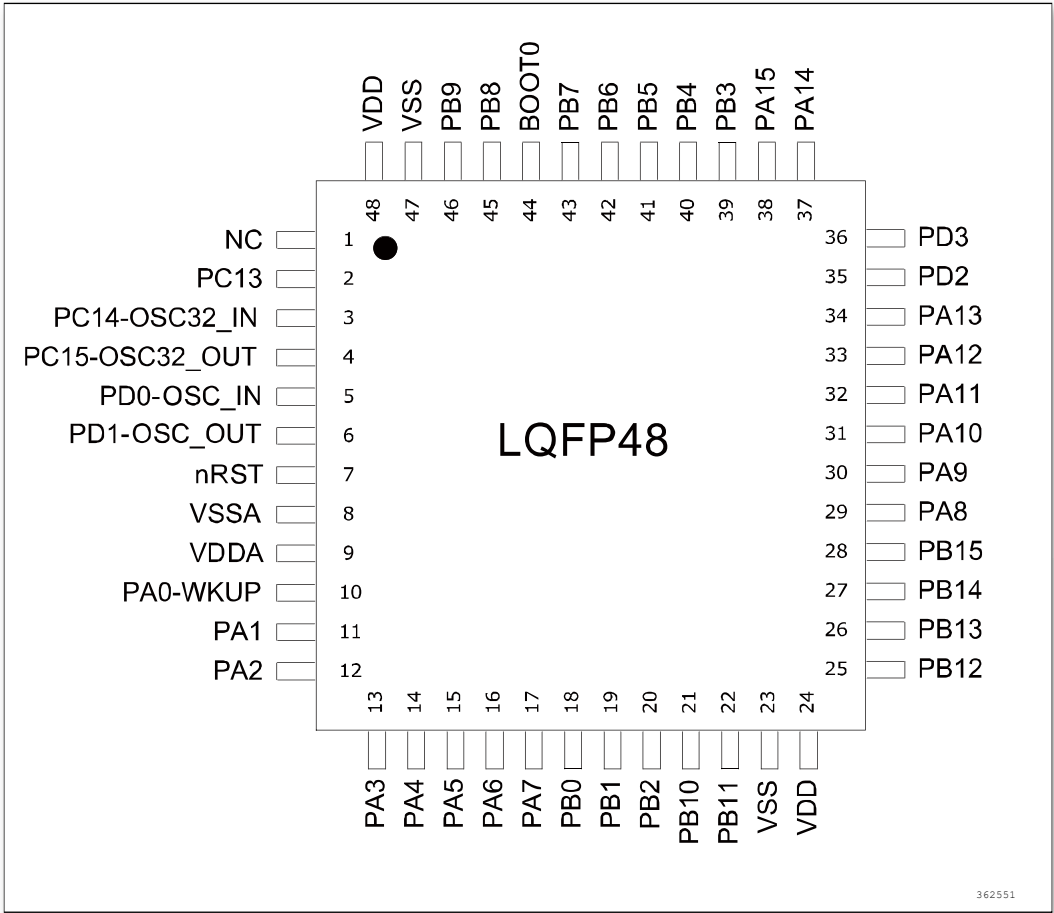 VDD
VSS
PB9
PB8
BOOT0
PB7
PB6
PB5
PB4
PB3
PA15
PA14
48 47 46 45 44 43 42 41 40 39 38 37
NC 1 36 PD3
PC13 2 35 PD2
PC14-OSC32_IN 3 34 PA13
PC15-OSC32_OUT 4 33 PA12
PD0-OSC_IN 5 32 PA11
PD1-OSC_OUT 6 31 PA10
LQFP48
nRST 7 30 PA9
VSSA 8 29 PA8
VDDA 9 28 PB15
PA0-WKUP 10 27 PB14
PA1 11 26 PB13
PA2 12 25 PB12
13 14 15 16 17 18 19 20 21 22 23 24
PA3
PA4
PA5
PA6
PA7
PB0
PB1
PB2
PB10
PB11
VSS
VDD
362551